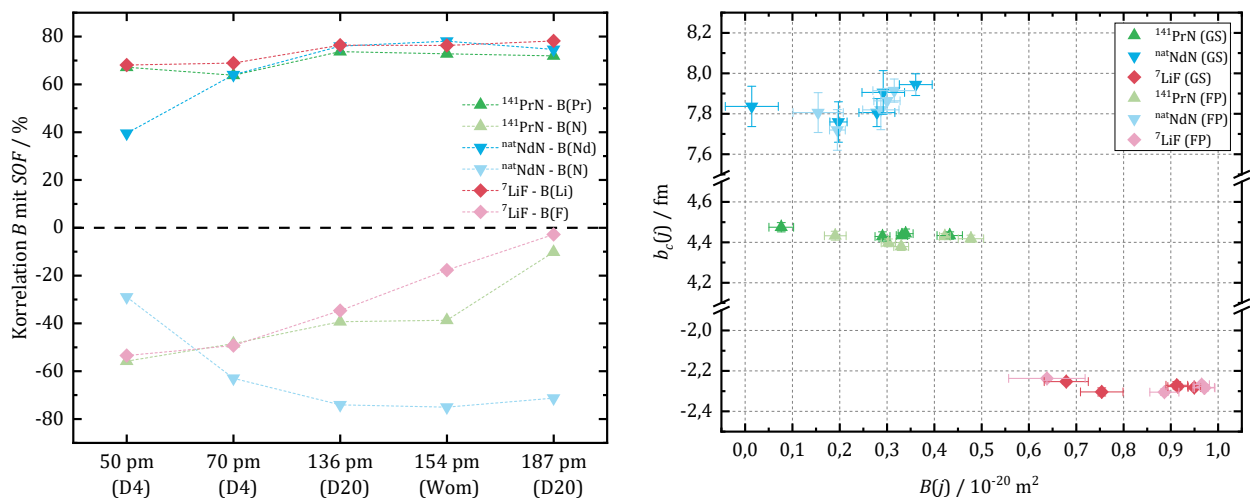 Korrelation B mit SOF / %
80
60
40
20
0
-20
-40
-60
-80
¹⁴¹PrN - B(Pr)
¹⁴¹PrN - B(N)
ⁿᵃᵗNdN - B(Nd)
ⁿᵃᵗNdN - B(N)
⁷LiF - B(Li)
⁷LiF - B(F)
50 pm 70 pm 136 pm 154 pm 187 pm
(D4) (D4) (D20) (Wom) (D20)
b_c(j) / fm
8,2
8,0
7,8
7,6
4,6
4,4
4,2
-2,0
-2,2
-2,4
¹⁴¹PrN (GS)
ⁿᵃᵗNdN (GS)
⁷LiF (GS)
¹⁴¹PrN (FP)
ⁿᵃᵗNdN (FP)
⁷LiF (FP)
0,0 0,1 0,2 0,3 0,4 0,5 0,6 0,7 0,8 0,9 1,0
B(j) / 10⁻²⁰ m²